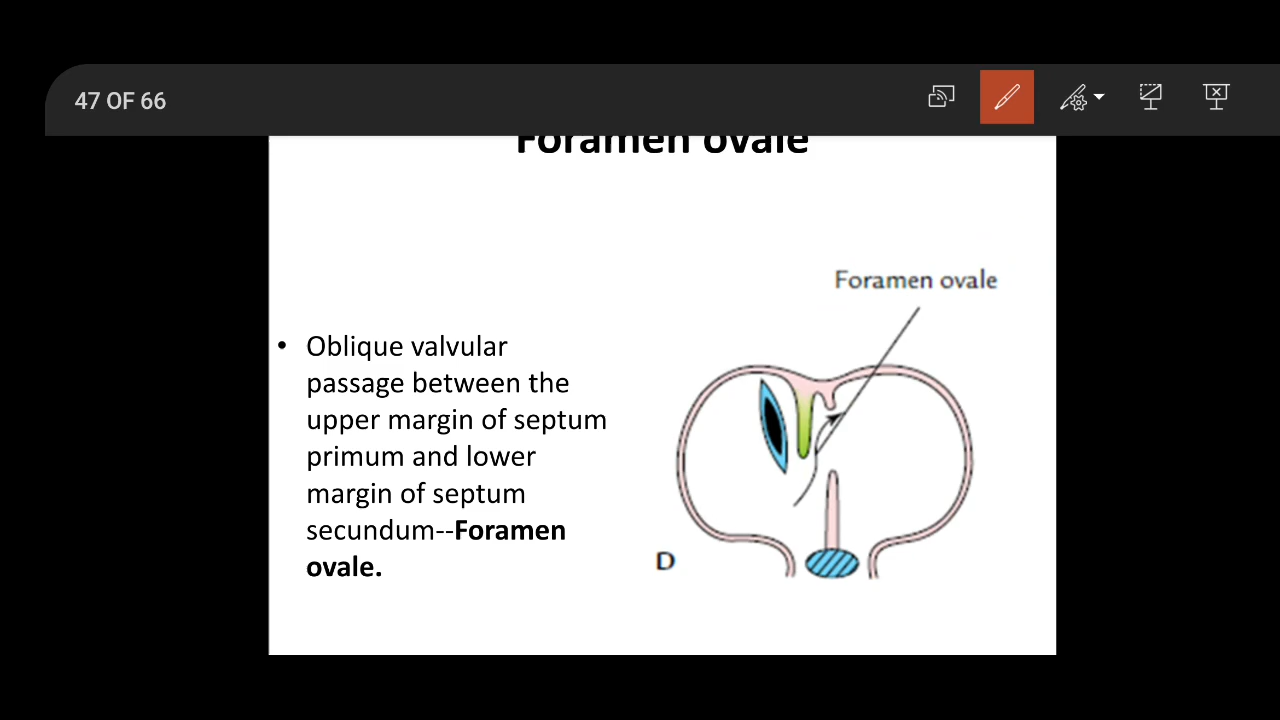 47 OF 66
Foramen ovale
Foramen ovale
• Oblique valvular
passage between the
upper margin of septum
primum and lower
margin of septum
secundum--Foramen
ovale.
D